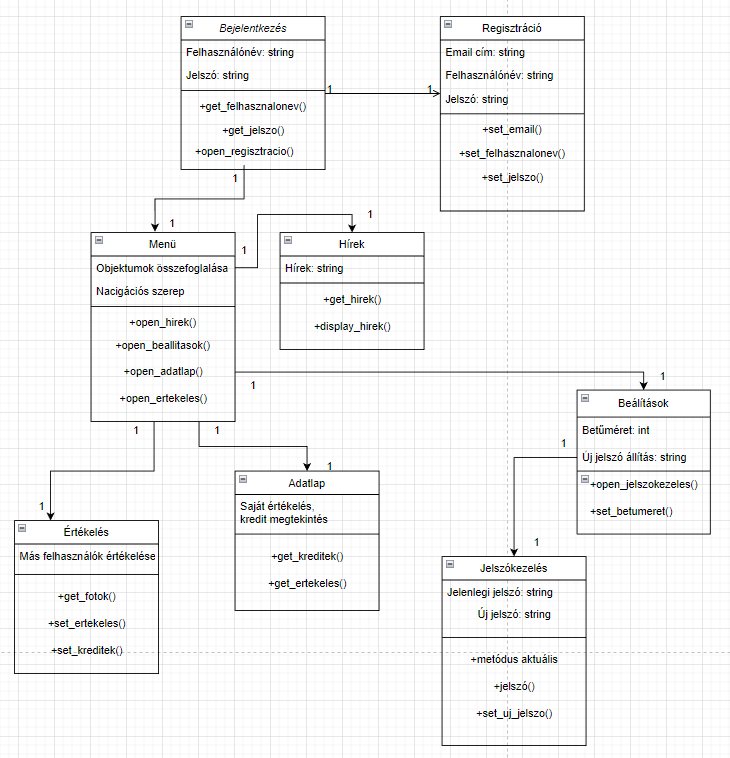 Bejelentkezés
Felhasználónév: string
Jelszó: string
+get_felhasznalonev()
+get_jelszo()
+open_regisztracio()
1
1
Regisztráció
Email cím: string
Felhasználónév: string
Jelszó: string
+set_email()
+set_felhasznalonev()
+set_jelszo()
1
1
Menü
Objektumok összefoglalása
Nacigációs szerep
+open_hirek()
+open_beallitasok()
+open_adatlap()
+open_ertekeles()
1
1
Hírek
Hírek: string
+get_hirek()
+display_hirek()
1
1
Beálítások
Betűméret: int
Új jelszó állítás: string
+open_jelszokezeles()
+set_betumeret()
1
1
1
1
Adatlap
Saját értékelés,
kredit megtekintés
+get_kreditek()
+get_ertekeles()
1
1
Értékelés
Más felhasználók értékelése
+get_fotok()
+set_ertekeles()
+set_kreditek()
1
1
Jelszókezelés
Jelenlegi jelszó: string
Új jelszó: string
+metódus aktuális
+jelszó()
+set_uj_jelszo()